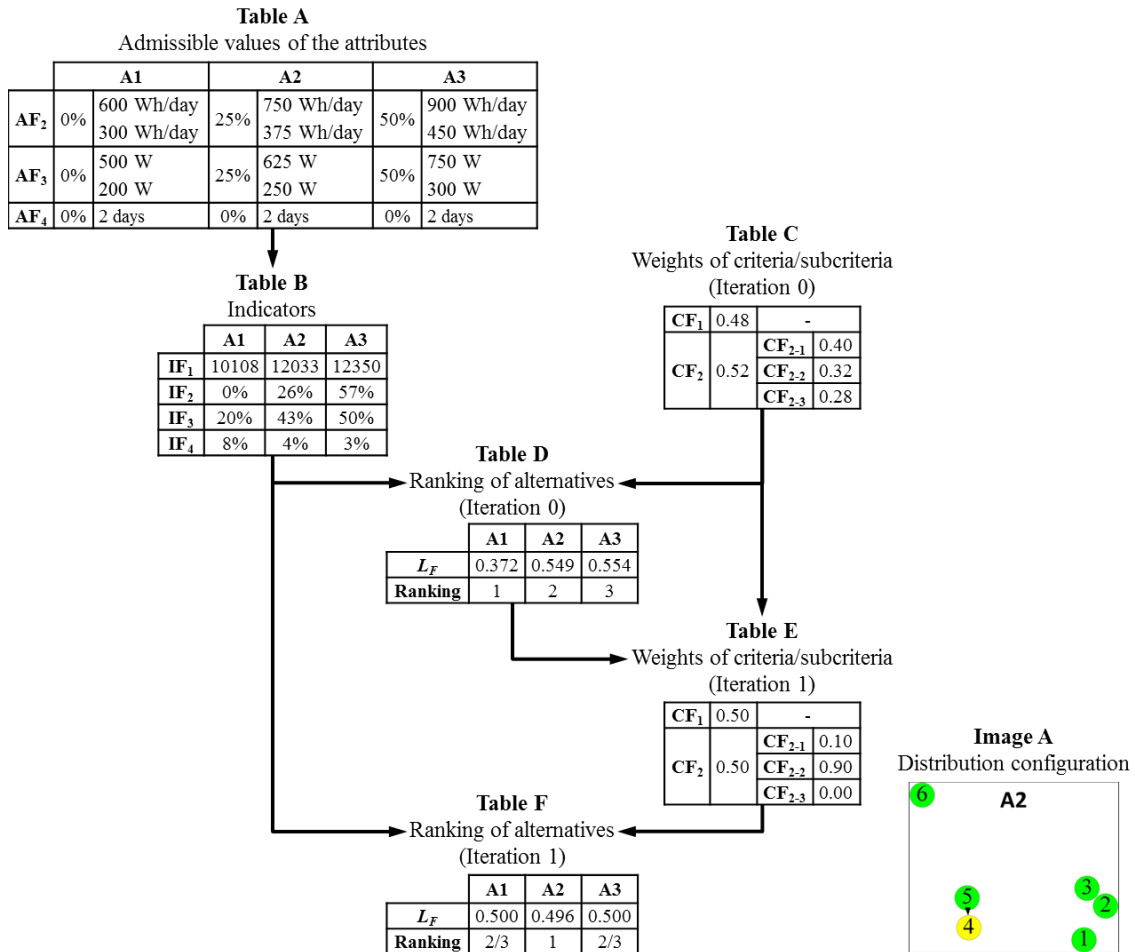 Table A
Admissible values of the attributes
A1 A2 A3
AF2 0% 600 Wh/day 300 Wh/day 25% 750 Wh/day 375 Wh/day 50% 900 Wh/day 450 Wh/day
AF3 0% 500 W 200 W 25% 625 W 250 W 50% 750 W 300 W
AF4 0% 2 days 0% 2 days 0% 2 days
Table B
Indicators
A1 A2 A3
IF1 10108 12033 12350
IF2 0% 26% 57%
IF3 20% 43% 50%
IF4 8% 4% 3%
Table C
Weights of criteria/subcriteria
(Iteration 0)
CF1 0.48 -
CF2 0.52 CF2-1 0.40
CF2-2 0.32
CF2-3 0.28
Table D
Ranking of alternatives
(Iteration 0)
A1 A2 A3
LF 0.372 0.549 0.554
Ranking 1 2 3
Table E
Weights of criteria/subcriteria
(Iteration 1)
CF1 0.50 -
CF2 0.50 CF2-1 0.10
CF2-2 0.90
CF2-3 0.00
Table F
Ranking of alternatives
(Iteration 1)
A1 A2 A3
LF 0.500 0.496 0.500
Ranking 2/3 1 2/3
Image A
Distribution configuration
A2
6
3
5
2
4
1